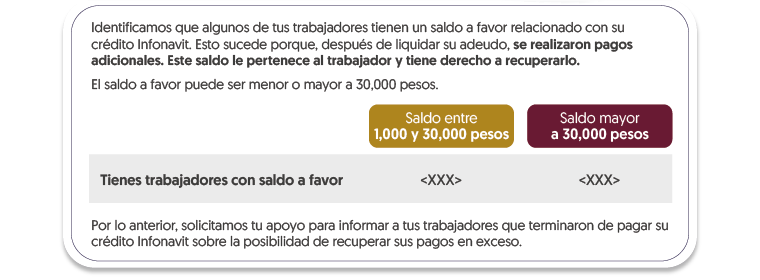 Identificamos que algunos de tus trabajadores tienen un saldo a favor relacionado con su
crédito Infonavit. Esto sucede porque, después de liquidar su adeudo, se realizaron pagos
adicionales. Este saldo le pertenece al trabajador y tiene derecho a recuperarlo.
El saldo a favor puede ser menor o mayor a 30,000 pesos.
Saldo entre
1,000 y 30,000 pesos
Saldo mayor
a 30,000 pesos
Tienes trabajadores con saldo a favor <XXX> <XXX>
Por lo anterior, solicitamos tu apoyo para informar a tus trabajadores que terminaron de pagar su
crédito Infonavit sobre la posibilidad de recuperar sus pagos en exceso.